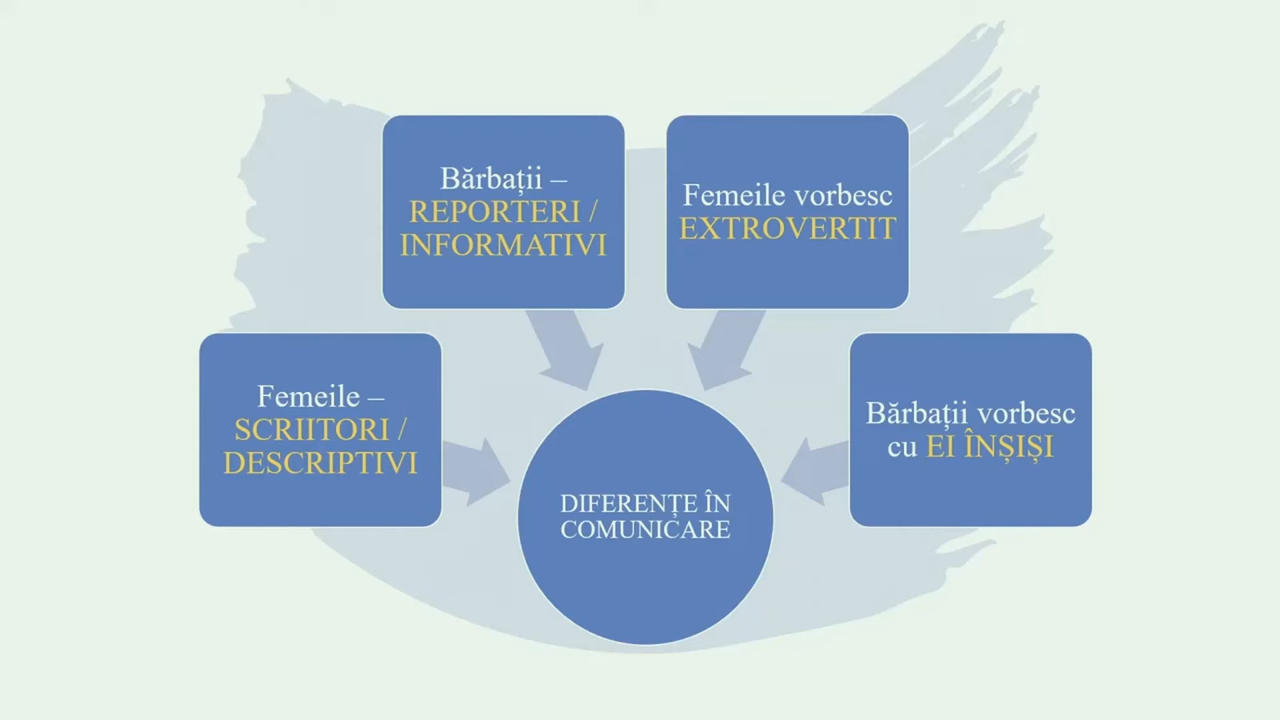 Bărbații –
REPORTERI /
INFORMATIVI
Femeile vorbesc
EXTROVERTIT
Femeile –
SCRIITORI /
DESCRIPTIVI
Bărbații vorbesc
cu EI ÎNȘIȘI
DIFERENȚE ÎN
COMUNICARE